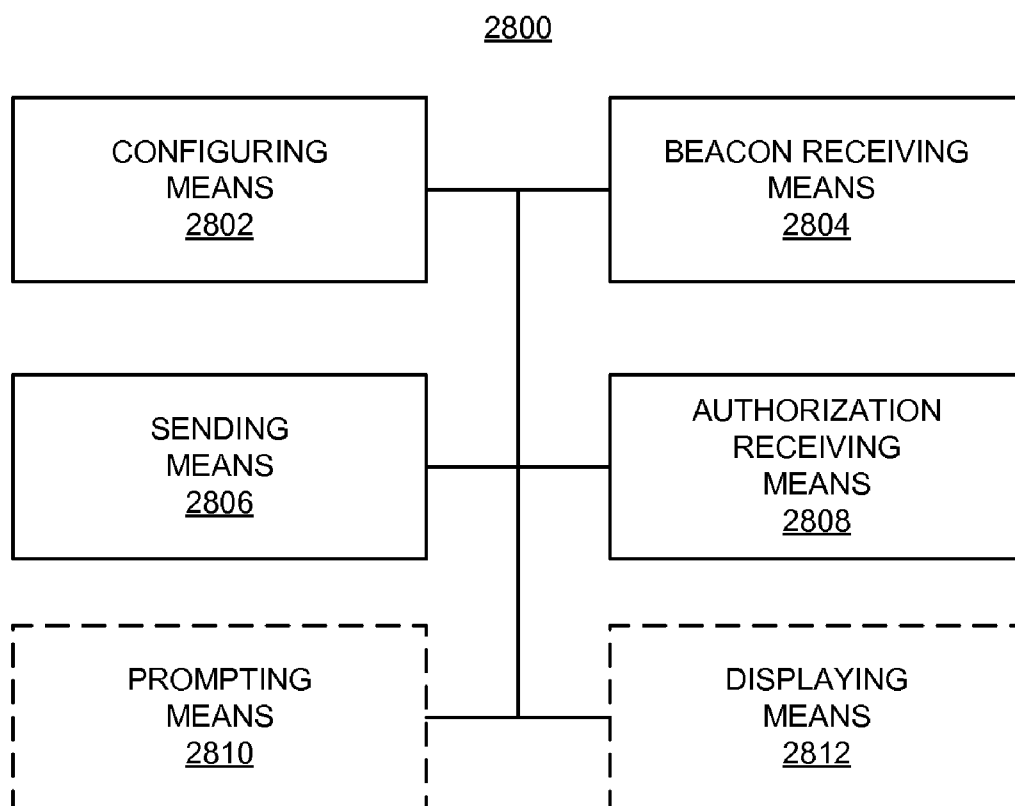 2800
CONFIGURING
MEANS
2802
BEACON RECEIVING
MEANS
2804
SENDING
MEANS
2806
AUTHORIZATION
RECEIVING
MEANS
2808
PROMPTING
MEANS
2810
DISPLAYING
MEANS
2812